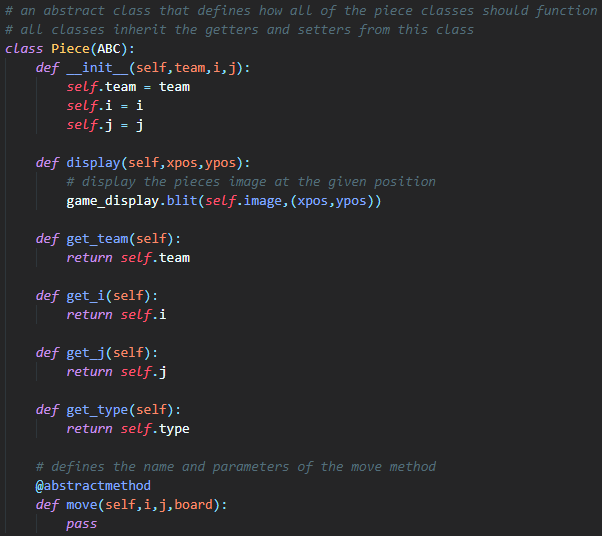 # an abstract class that defines how all of the piece classes should function
# all classes inherit the getters and setters from this class
class Piece(ABC):
    def __init__(self,team,i,j):
        self.team = team
        self.i = i
        self.j = j

    def display(self,xpos,ypos):
        # display the pieces image at the given position
        game_display.blit(self.image,(xpos,ypos))

    def get_team(self):
        return self.team

    def get_i(self):
        return self.i

    def get_j(self):
        return self.j

    def get_type(self):
        return self.type

    # defines the name and parameters of the move method
    @abstractmethod
    def move(self,i,j,board):
        pass